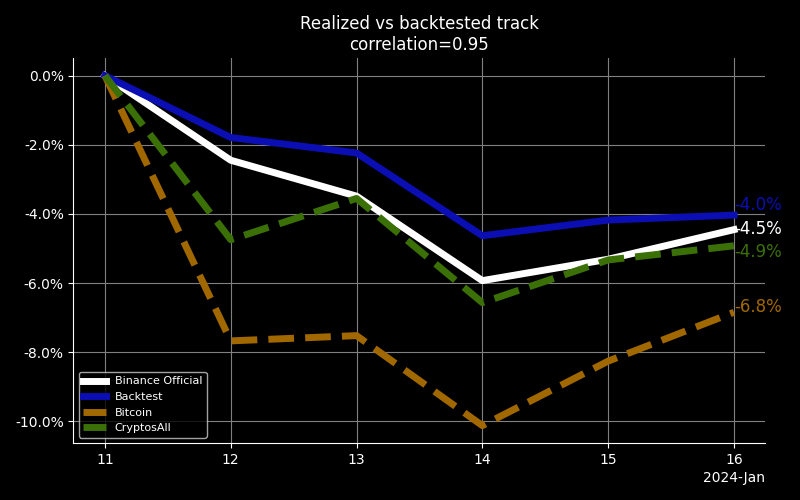 Realized vs backtested track
correlation=0.95
0.0%
-2.0%
-4.0%
-6.0%
-8.0%
-10.0%
-4.0%
-4.5%
-4.9%
-6.8%
Binance Official
Backtest
Bitcoin
CryptosAll
11 12 13 14 15 16
2024-Jan